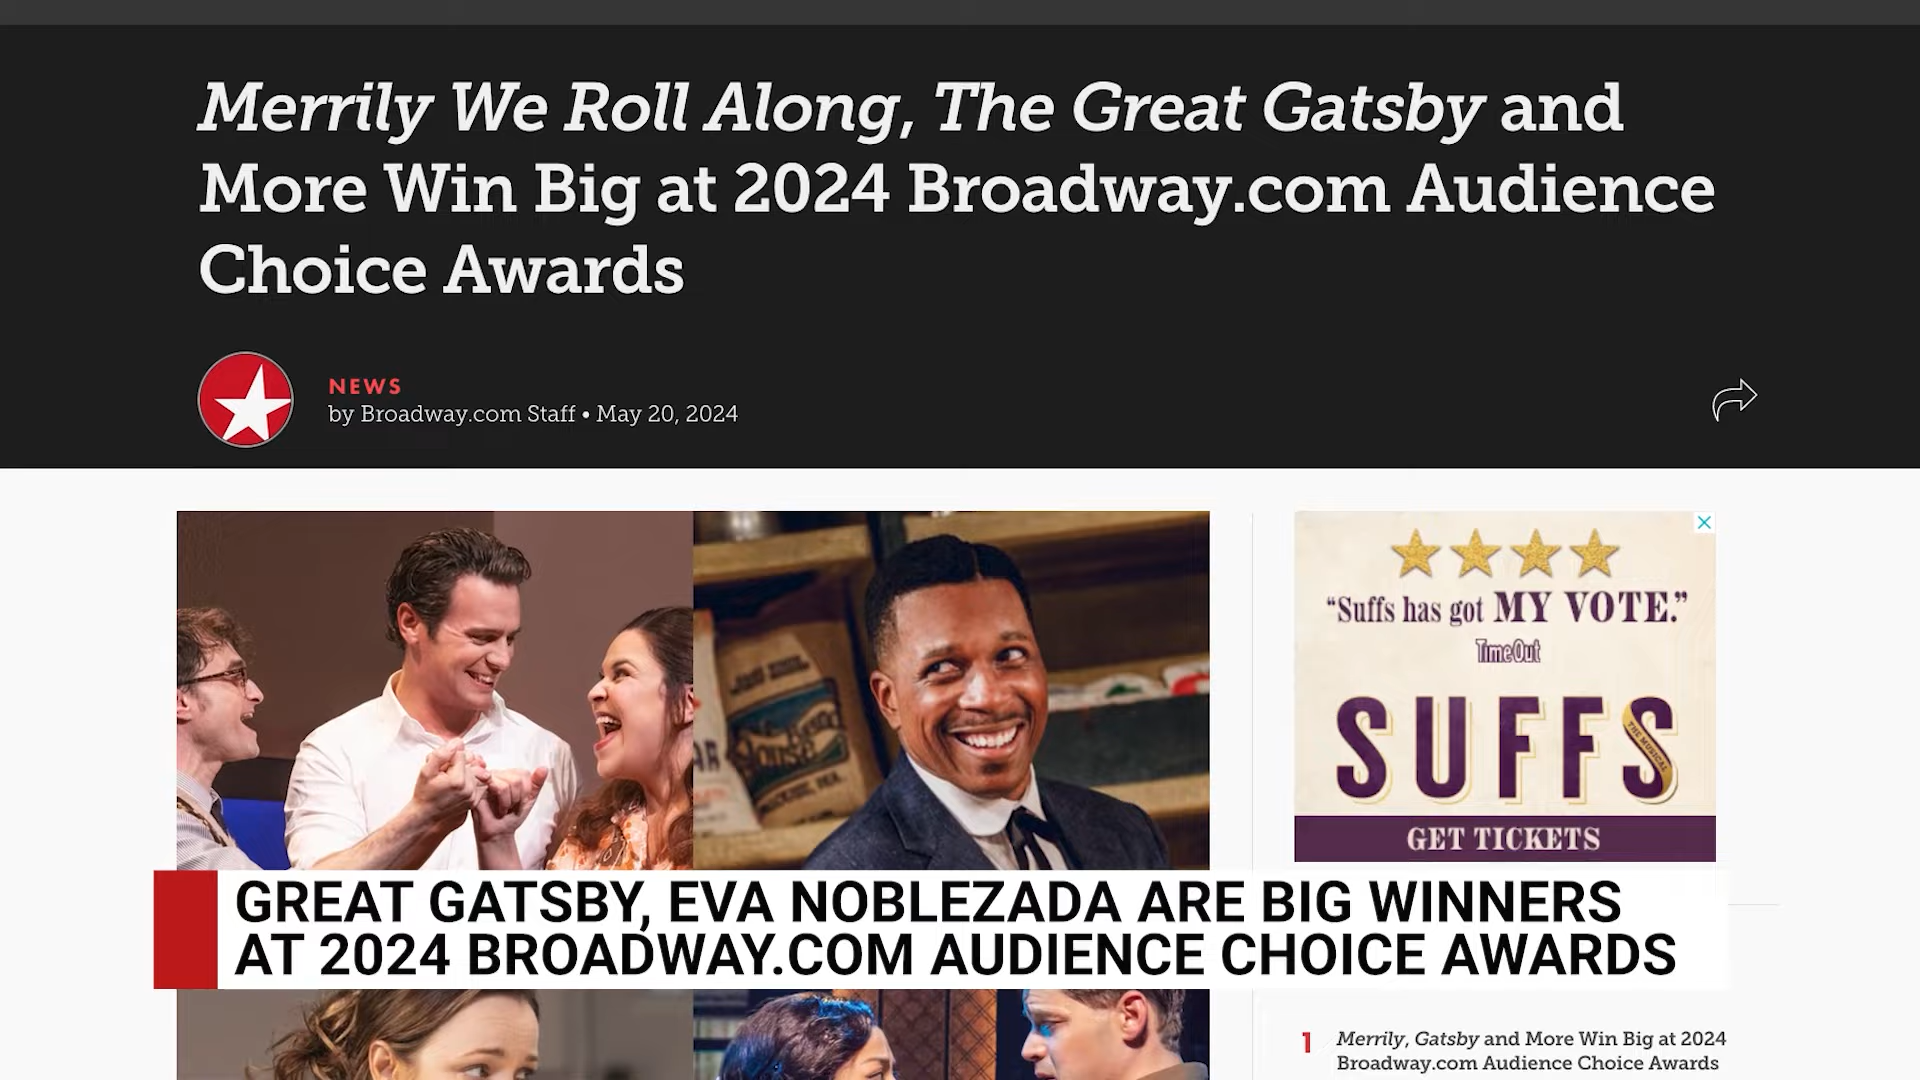 Merrily We Roll Along, The Great Gatsby and
More Win Big at 2024 Broadway.com Audience
Choice Awards
NEWS
by Broadway.com Staff • May 20, 2024
“Suffs has got MY VOTE.”
TimeOut
SUFFS
THE MUSICAL
GET TICKETS
GREAT GATSBY, EVA NOBLEZADA ARE BIG WINNERS
AT 2024 BROADWAY.COM AUDIENCE CHOICE AWARDS
1 Merrily, Gatsby and More Win Big at 2024
Broadway.com Audience Choice Awards